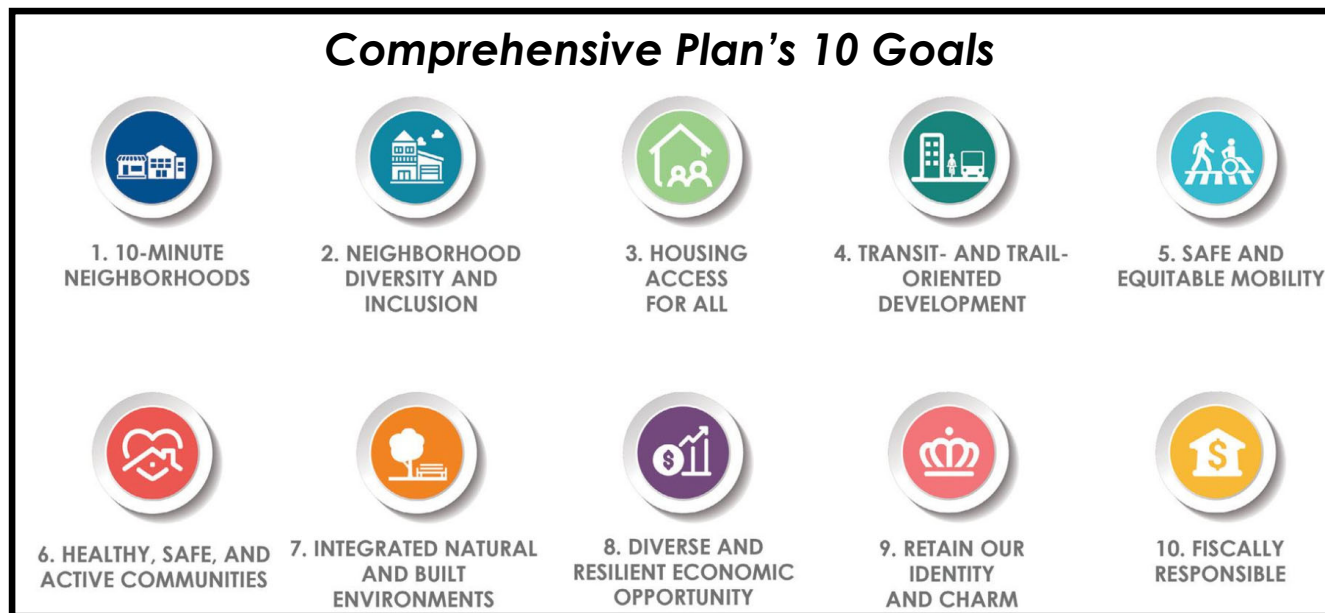 Comprehensive Plan’s 10 Goals
1. 10-MINUTE
NEIGHBORHOODS
2. NEIGHBORHOOD
DIVERSITY AND
INCLUSION
3. HOUSING
ACCESS
FOR ALL
4. TRANSIT- AND TRAIL-
ORIENTED
DEVELOPMENT
5. SAFE AND
EQUITABLE MOBILITY
6. HEALTHY, SAFE, AND
ACTIVE COMMUNITIES
7. INTEGRATED NATURAL
AND BUILT
ENVIRONMENTS
$
8. DIVERSE AND
RESILIENT ECONOMIC
OPPORTUNITY
9. RETAIN OUR
IDENTITY
AND CHARM
$
10. FISCALLY
RESPONSIBLE